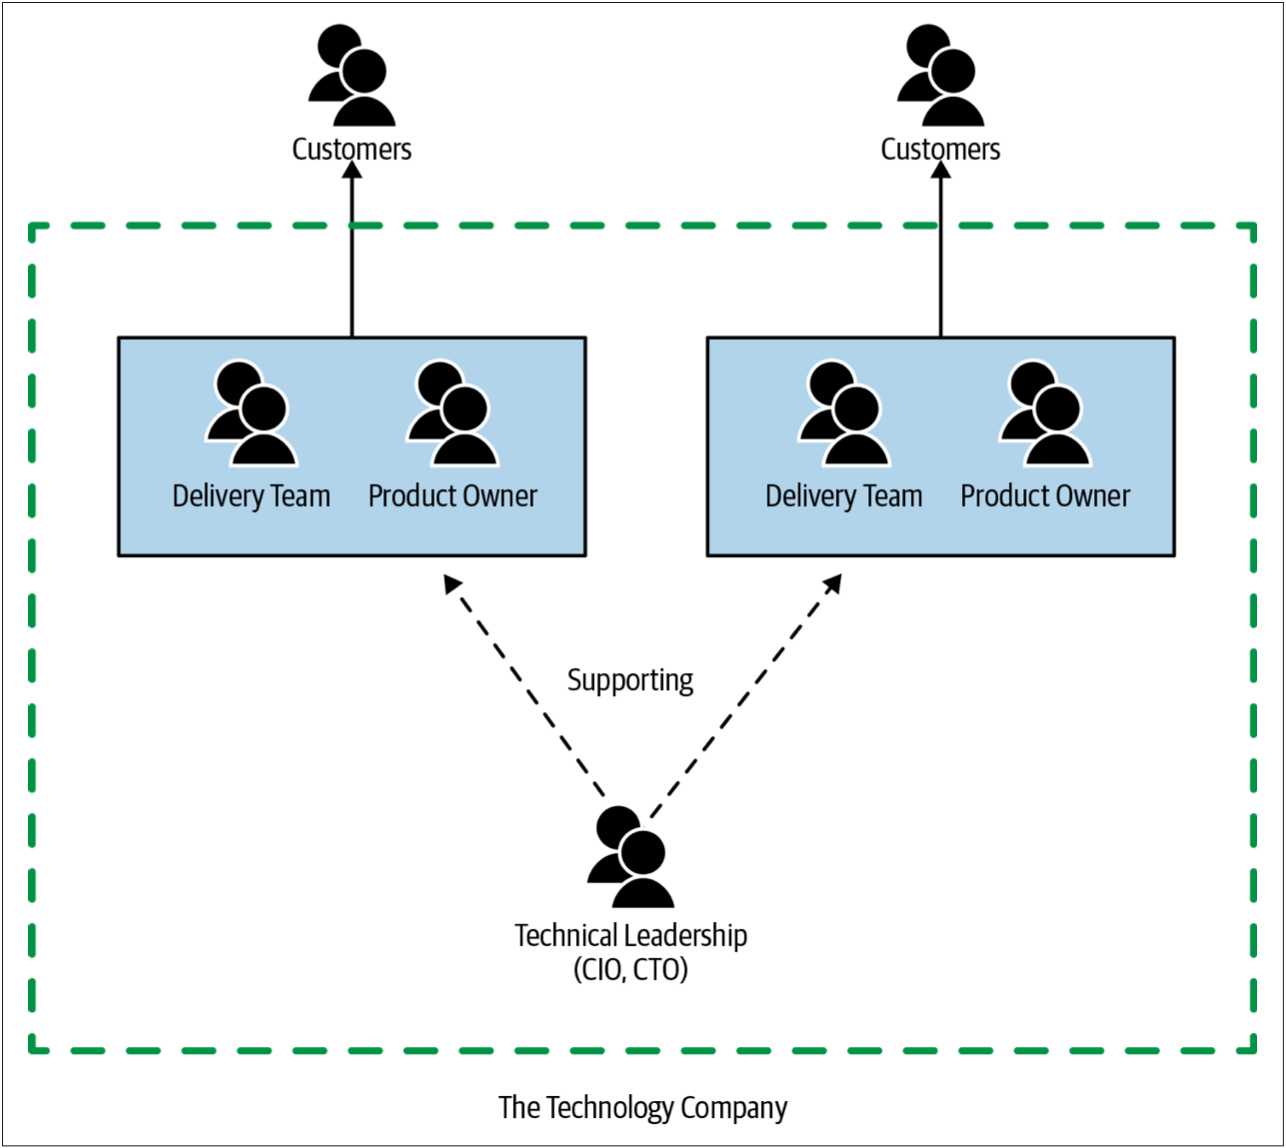 Customers
Customers
Delivery Team
Product Owner
Delivery Team
Product Owner
Supporting
Technical Leadership
(CIO, CTO)
The Technology Company